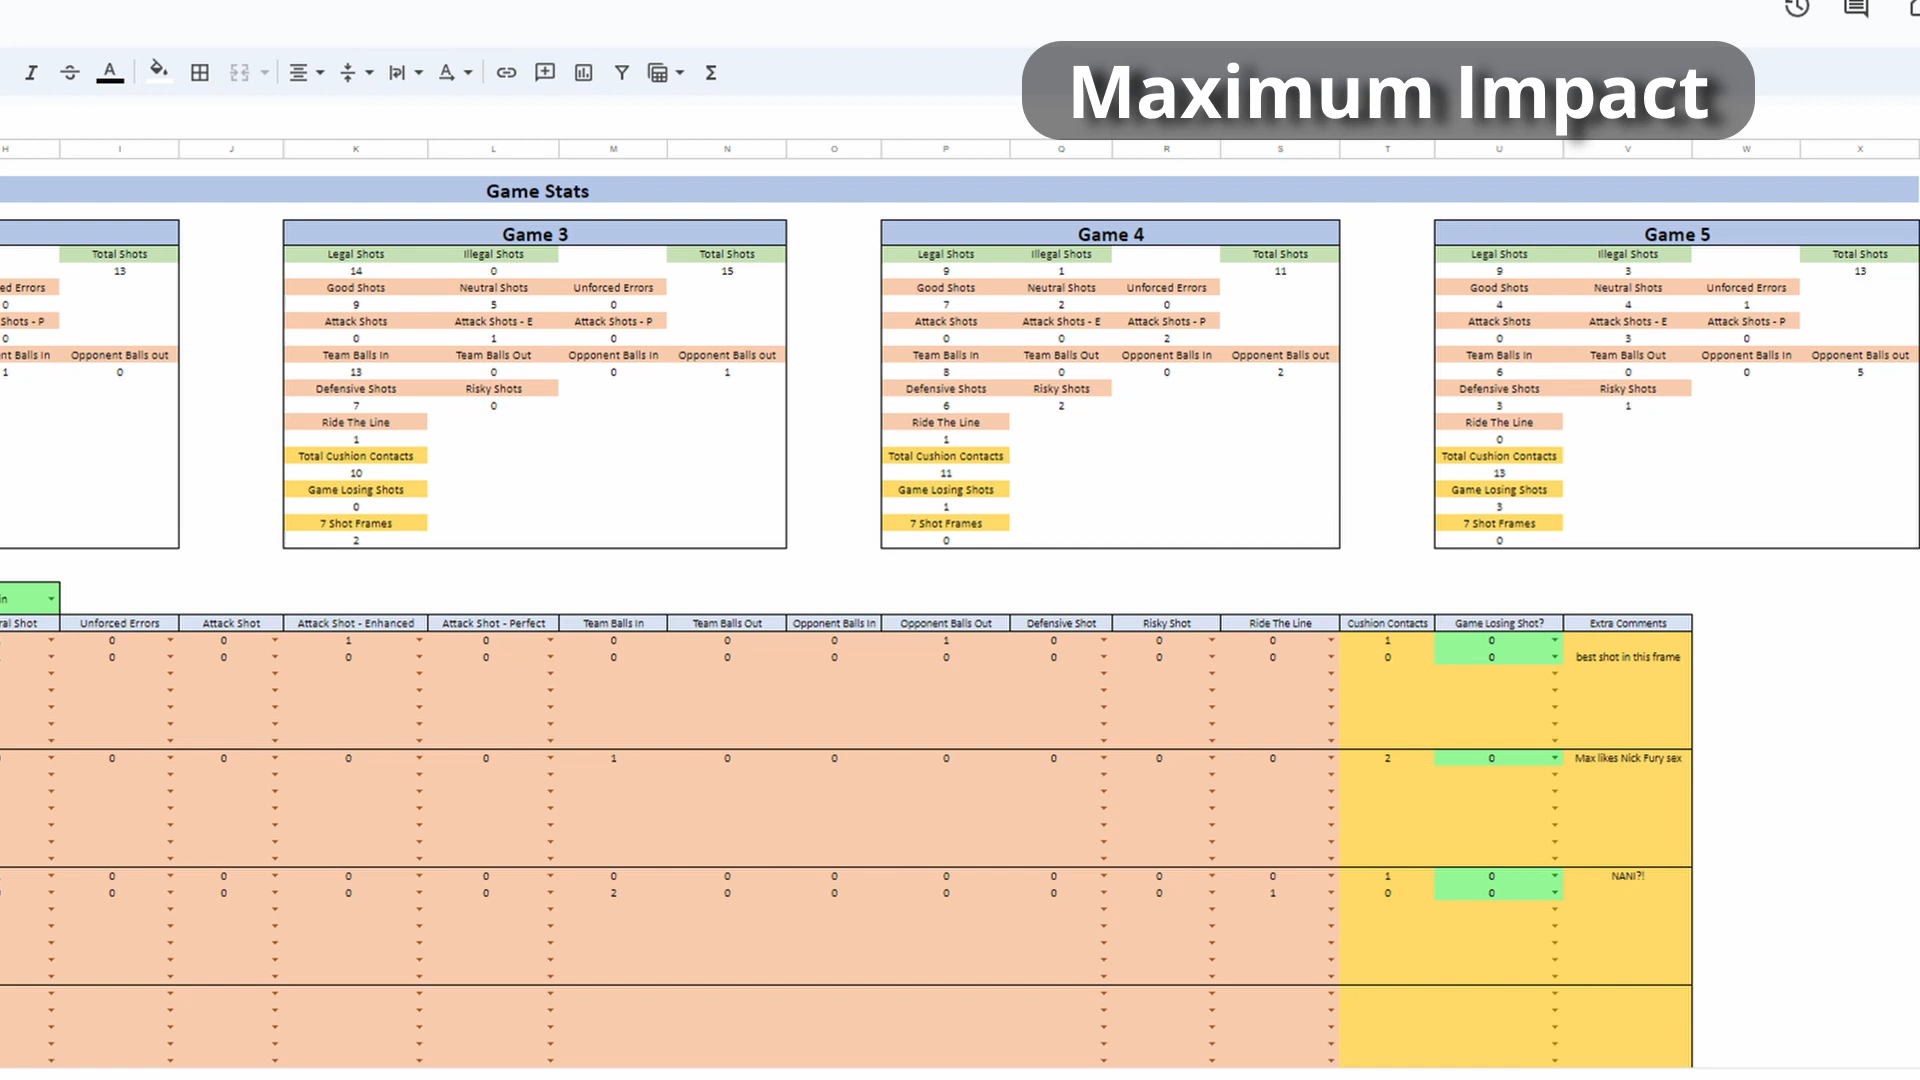 Maximum Impact
H I J K L M N O P Q R S T U V W X
Game Stats
Game 3 Game 4 Game 5
Total Shots Legal Shots Illegal Shots Total Shots Legal Shots Illegal Shots Total Shots Legal Shots Illegal Shots Total Shots
13 14 0 15 9 1 11 9 3 13
ed Errors Good Shots Neutral Shots Unforced Errors Good Shots Neutral Shots Unforced Errors Good Shots Neutral Shots Unforced Errors
0 9 5 0 7 2 0 4 4 1
Shots - P Attack Shots Attack Shots - E Attack Shots - P Attack Shots Attack Shots - E Attack Shots - P Attack Shots Attack Shots - E Attack Shots - P
0 0 1 0 0 0 2 0 3 0
nt Balls In Opponent Balls out Team Balls In Team Balls Out Opponent Balls In Opponent Balls out Team Balls In Team Balls Out Opponent Balls In Opponent Balls out Team Balls In Team Balls Out Opponent Balls In Opponent Balls out
1 0 13 0 0 1 8 0 0 2 6 0 0 5
Defensive Shots Risky Shots Defensive Shots Risky Shots Defensive Shots Risky Shots
7 0 6 2 3 1
Ride The Line Ride The Line Ride The Line
1 1 0
Total Cushion Contacts Total Cushion Contacts Total Cushion Contacts
10 11 13
Game Losing Shots Game Losing Shots Game Losing Shots
0 1 3
7 Shot Frames 7 Shot Frames 7 Shot Frames
2 0 0
in
ral Shot Unforced Errors Attack Shot Attack Shot - Enhanced Attack Shot - Perfect Team Balls In Team Balls Out Opponent Balls In Opponent Balls Out Defensive Shot Risky Shot Ride The Line Cushion Contacts Game Losing Shot? Extra Comments
0 0 1 0 0 0 0 1 0 0 0 1 0
0 0 0 0 0 0 0 0 0 0 0 0 0 best shot in this frame
0 0 0 0 1 0 0 0 0 0 0 2 0 Max likes Nick Fury sex
0 0 0 0 0 0 0 0 0 0 0 1 0 NANI?!
0 0 0 0 2 0 0 0 0 0 1 0 0